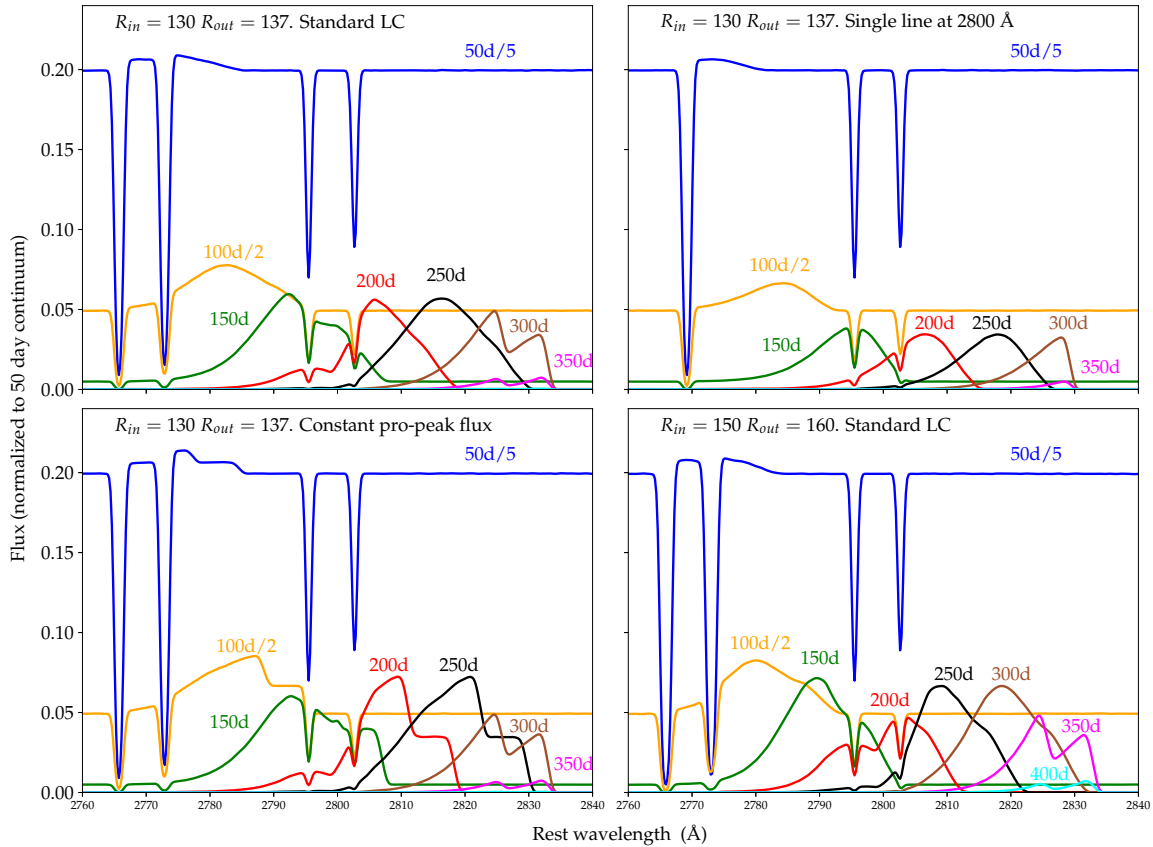 R_in = 130 R_out = 137. Standard LC
50d/5
100d/2
150d
200d
250d
300d
350d
0.20
0.15
0.10
0.05
0.00
R_in = 130 R_out = 137. Single line at 2800 Å
50d/5
100d/2
150d
200d
250d
300d
350d
R_in = 130 R_out = 137. Constant pro-peak flux
50d/5
100d/2
150d
200d
250d
300d
350d
0.20
0.15
0.10
0.05
0.00
2760 2770 2780 2790 2800 2810 2820 2830 2840
R_in = 150 R_out = 160. Standard LC
50d/5
100d/2
150d
200d
250d
300d
350d
400d
2760 2770 2780 2790 2800 2810 2820 2830 2840
Flux (normalized to 50 day continuum)
Rest wavelength (Å)